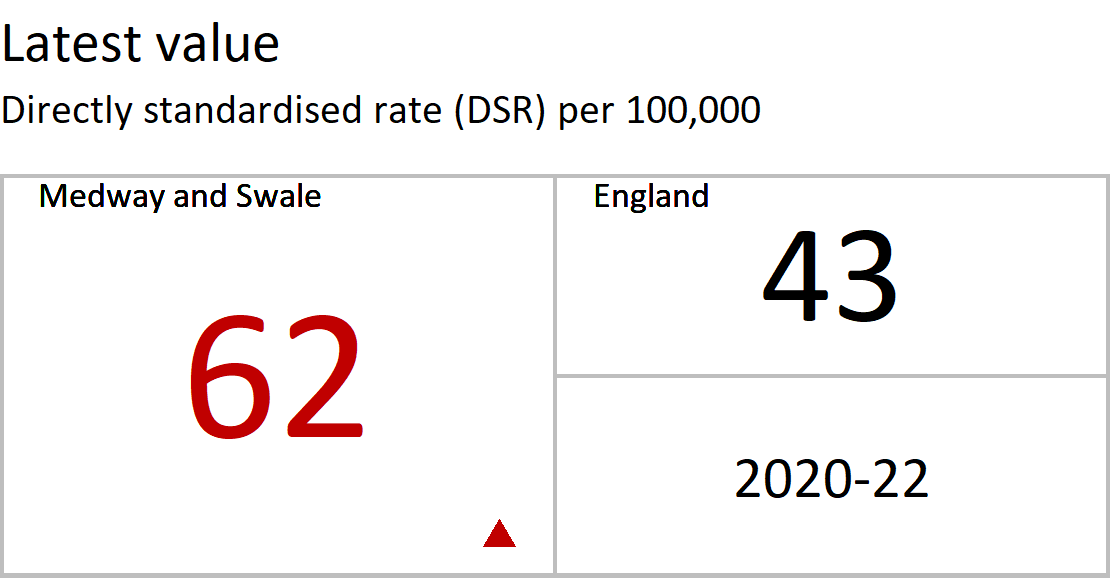 Latest value
Directly standardised rate (DSR) per 100,000
Medway and Swale
62
England
43
2020-22